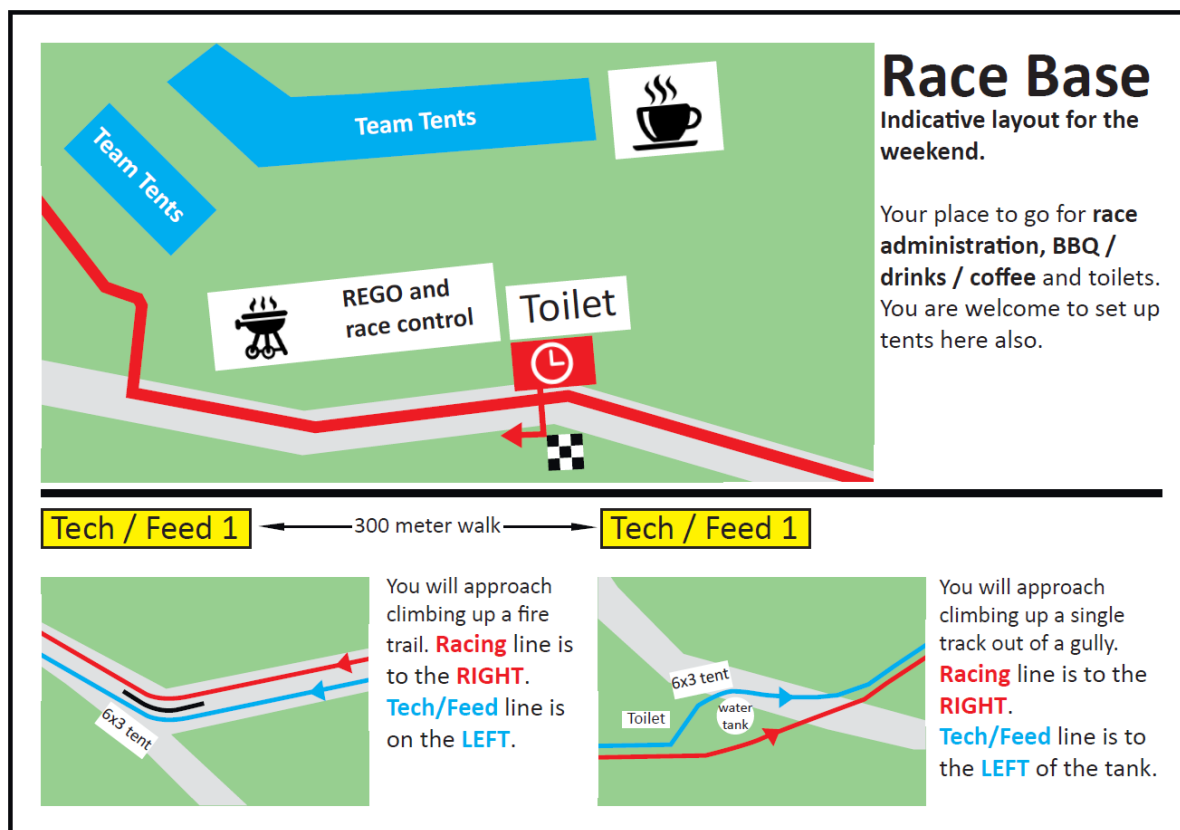 Race Base
Indicative layout for the
weekend.
Your place to go for race
administration, BBQ /
drinks / coffee and toilets.
You are welcome to set up
tents here also.
Team Tents
Team Tents
REGO and
race control
Toilet
Tech / Feed 1
300 meter walk
Tech / Feed 1
6x3 tent
You will approach
climbing up a fire
trail. Racing line is
to the RIGHT.
Tech/Feed line is
on the LEFT.
6x3 tent
Toilet
water
tank
You will approach
climbing up a single
track out of a gully.
Racing line is to the
RIGHT.
Tech/Feed line is to
the LEFT of the tank.